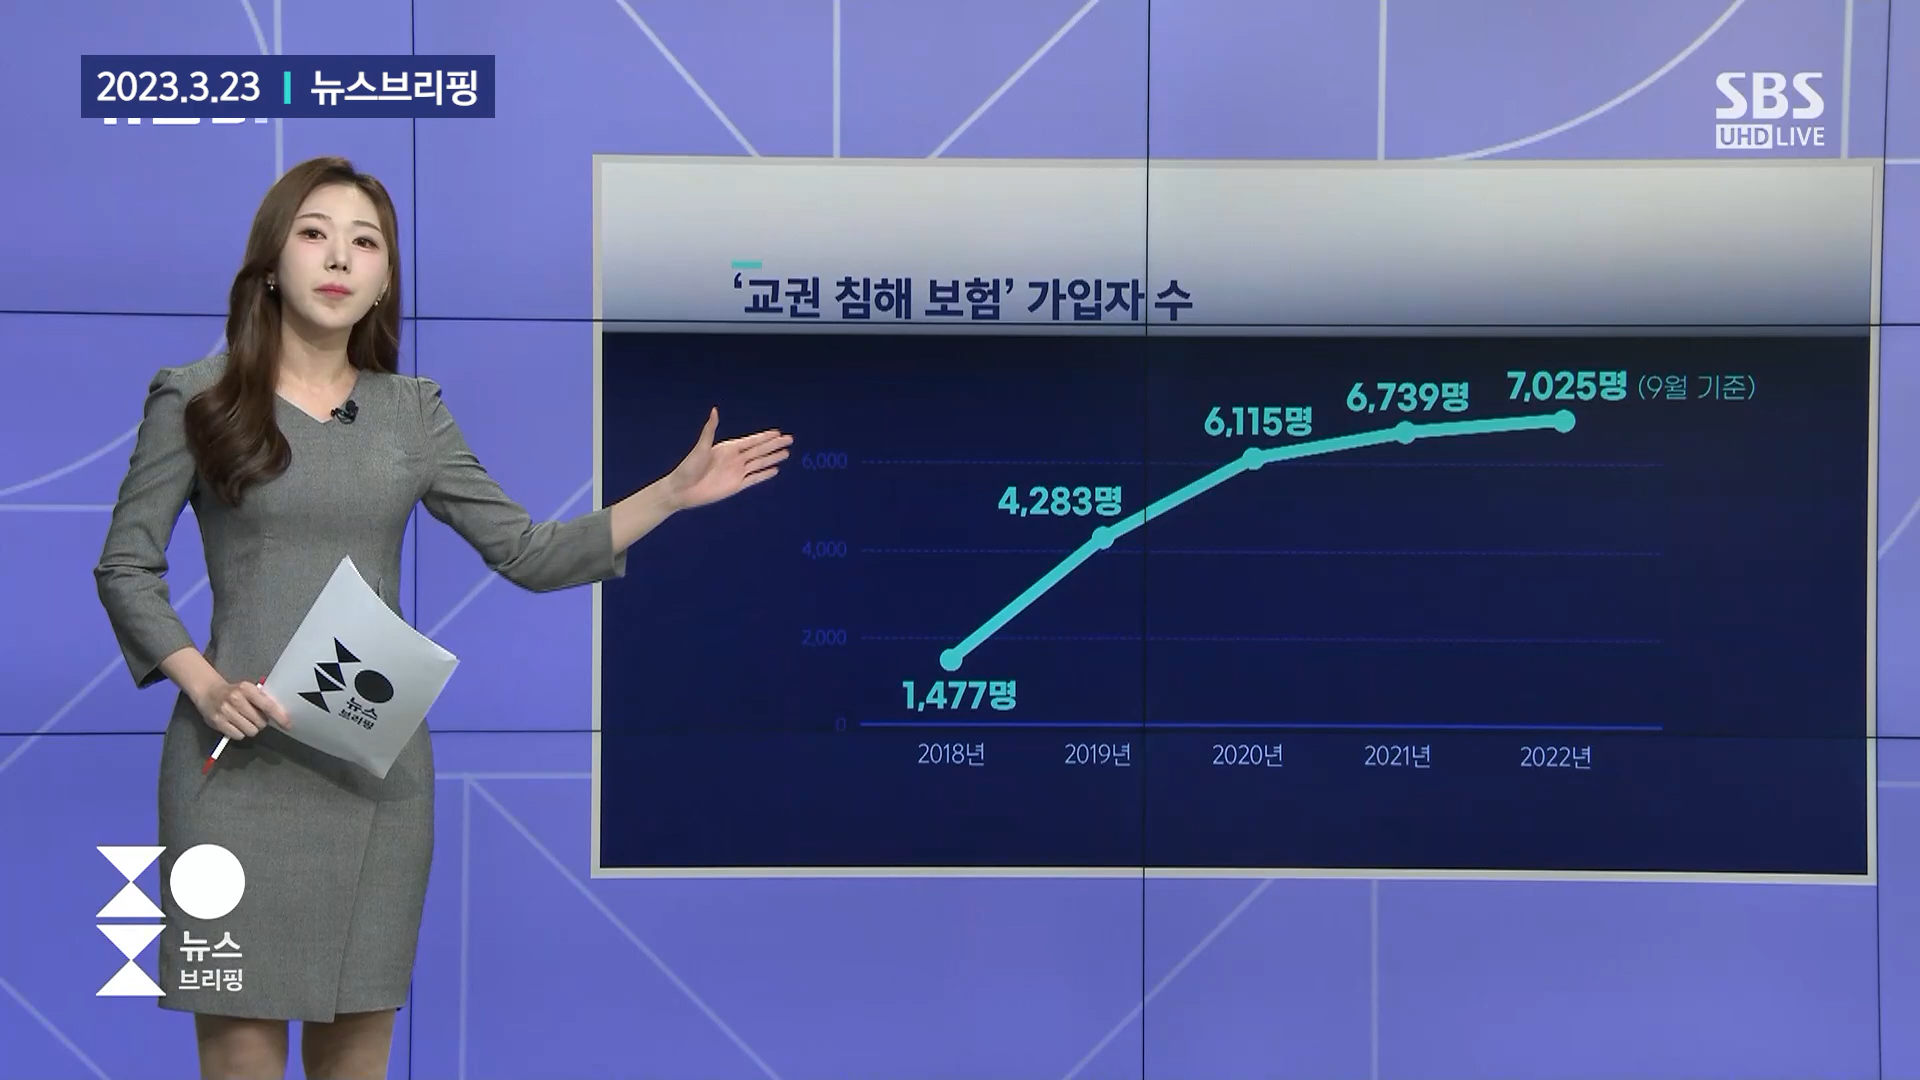 2023.3.23 | 뉴스브리핑
SBS
UHD LIVE
‘교권 침해 보험’ 가입자 수
7,025명 (9월 기준)
6,739명
6,115명
6,000
4,283명
4,000
2,000
1,477명
0
2018년 2019년 2020년 2021년 2022년
뉴스
브리핑
뉴스
브리핑